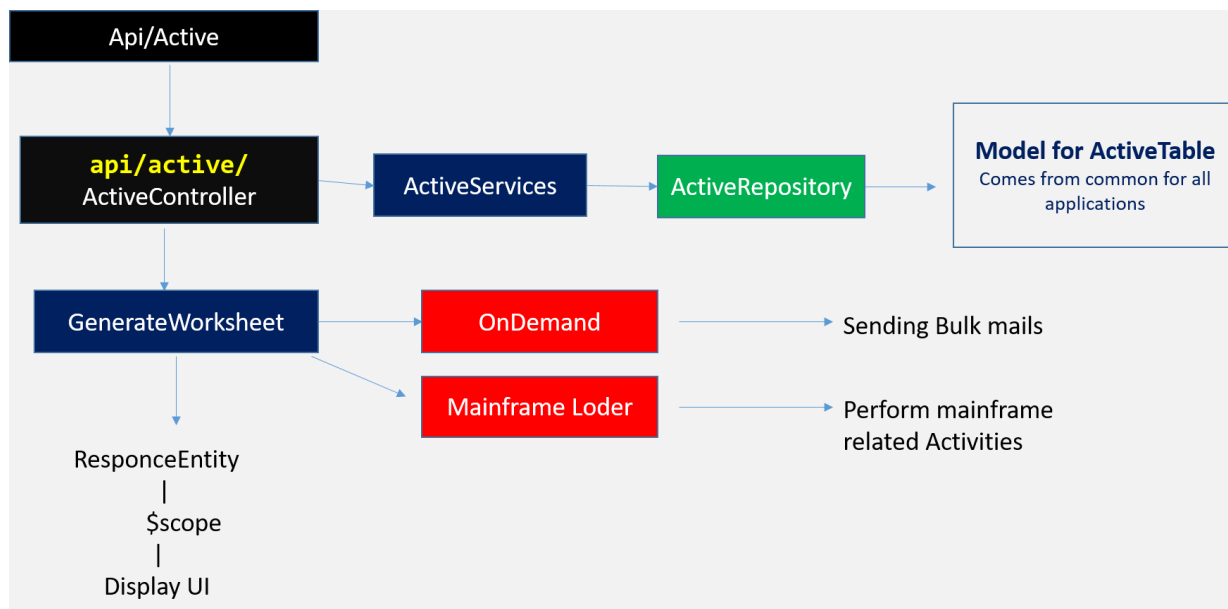 Api/Active
api/active/
ActiveController
ActiveServices
ActiveRepository
Model for ActiveTable
Comes from common for all
applications
GenerateWorksheet
OnDemand
Sending Bulk mails
Mainframe Loder
Perform mainframe
related Activities
ResponceEntity
|
$scope
|
Display UI